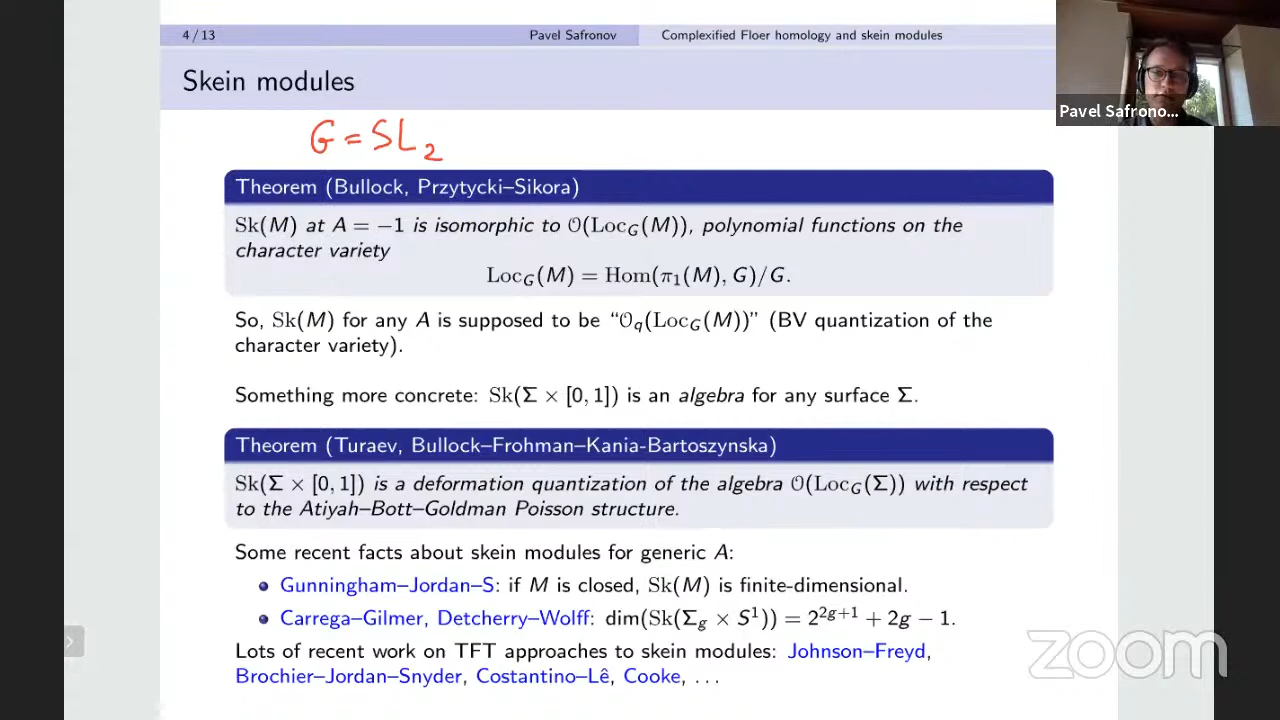 4 / 13 Pavel Safronov Complexified Floer homology and skein modules
Skein modules
Pavel Safrono...
G = SL₂
Theorem (Bullock, Przytycki–Sikora)
Sk(M) at A = −1 is isomorphic to O(Loc_G(M)), polynomial functions on the
character variety
Loc_G(M) = Hom(π₁(M), G)/G.
So, Sk(M) for any A is supposed to be “O_q(Loc_G(M))” (BV quantization of the
character variety).
Something more concrete: Sk(Σ × [0, 1]) is an algebra for any surface Σ.
Theorem (Turaev, Bullock–Frohman–Kania-Bartoszynska)
Sk(Σ × [0, 1]) is a deformation quantization of the algebra O(Loc_G(Σ)) with respect
to the Atiyah–Bott–Goldman Poisson structure.
Some recent facts about skein modules for generic A:
Gunningham–Jordan–S: if M is closed, Sk(M) is finite-dimensional.
Carrega–Gilmer, Detcherry–Wolff: dim(Sk(Σ_g × S¹)) = 2^{2g+1} + 2g − 1.
Lots of recent work on TFT approaches to skein modules: Johnson–Freyd,
Brochier–Jordan–Snyder, Costantino–Lê, Cooke, ...
zoom